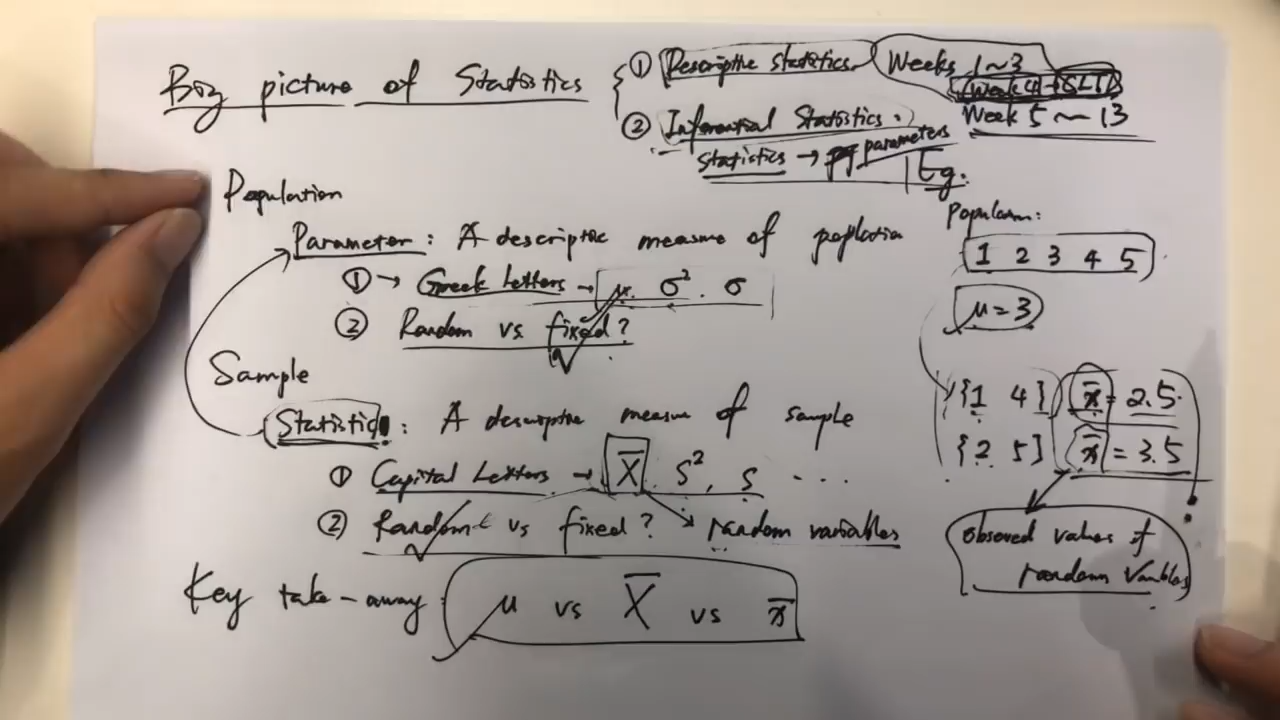 Big picture of Statistics
① Descriptive statistics. Weeks 1~3
Week 4 → SLID
② Inferential Statistics. Week 5 ~ 13
Statistics → parameters
Eg.
Population
Parameter: A descriptive measure of population
① → Greek Letters → μ. σ². σ
② Random vs fixed?
Sample
Statistic: A descriptive measure of sample
① Capital Letters → X̄. S², S ...
② Random vs fixed? random variables
Key take-away: μ vs X̄ vs x̄
Population:
1 2 3 4 5
μ = 3
{1 4} x̄ = 2.5
{2 5} x̄ = 3.5
observed values of
random variables